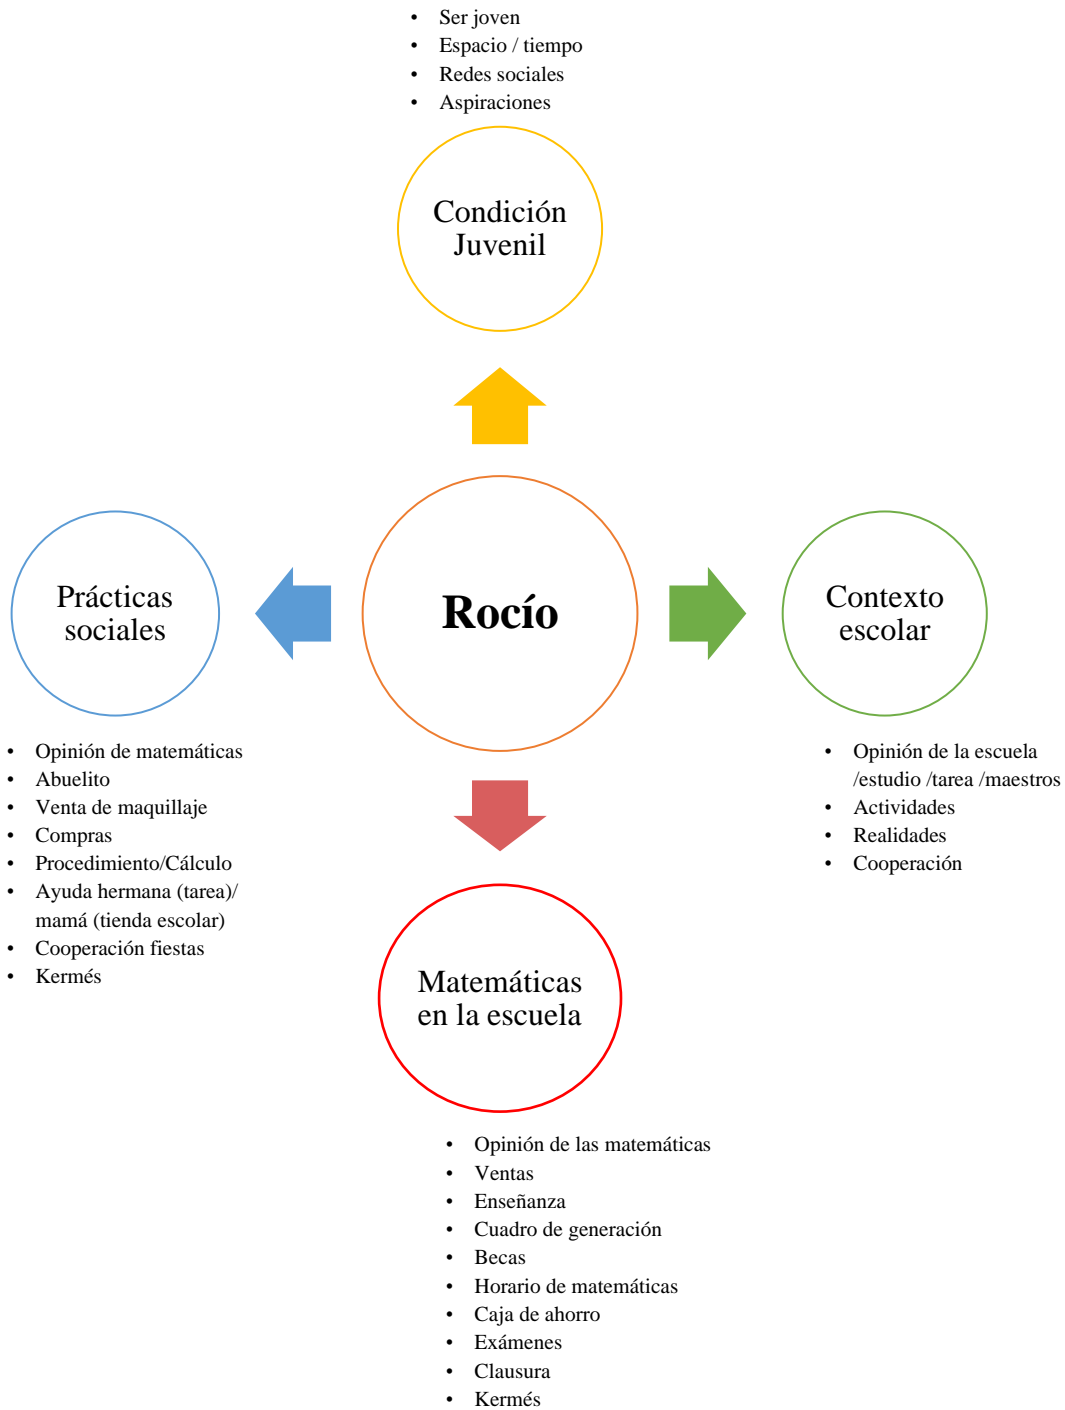 • Ser joven
• Espacio / tiempo
• Redes sociales
• Aspiraciones
Condición
Juvenil
Prácticas
sociales
Rocío
Contexto
escolar
• Opinión de matemáticas
• Abuelito
• Venta de maquillaje
• Compras
• Procedimiento/Cálculo
• Ayuda hermana (tarea)/
mamá (tienda escolar)
• Cooperación fiestas
• Kermés
• Opinión de la escuela
/estudio /tarea /maestros
• Actividades
• Realidades
• Cooperación
Matemáticas
en la escuela
• Opinión de las matemáticas
• Ventas
• Enseñanza
• Cuadro de generación
• Becas
• Horario de matemáticas
• Caja de ahorro
• Exámenes
• Clausura
• Kermés